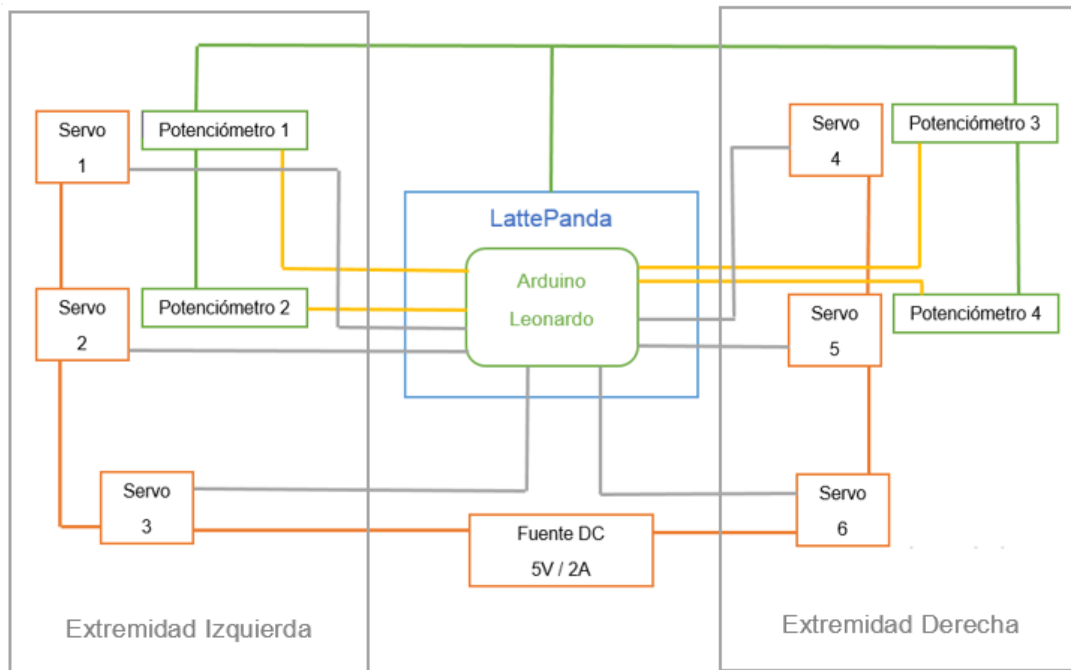 Servo
1
Potenciómetro 1
Servo
2
Potenciómetro 2
Servo
3
Extremidad Izquierda
LattePanda
Arduino
Leonardo
Fuente DC
5V / 2A
Servo
4
Potenciómetro 3
Servo
5
Potenciómetro 4
Servo
6
Extremidad Derecha